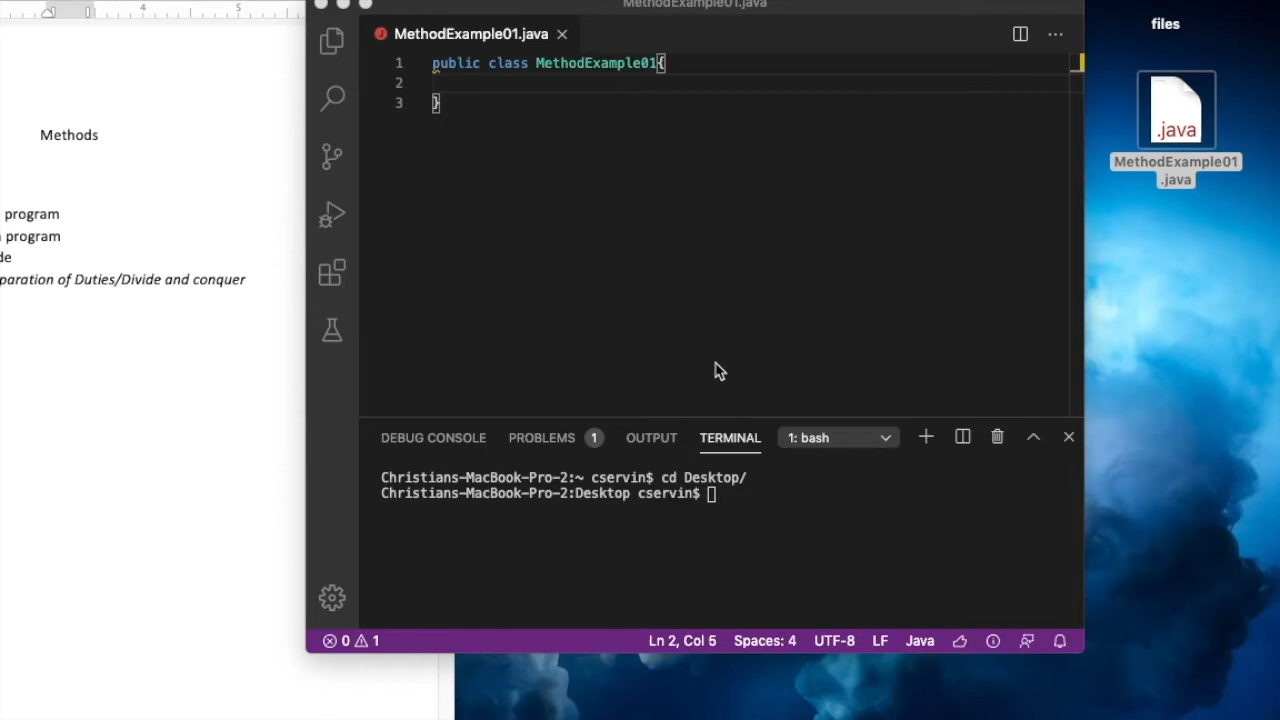 4 5
Methods
program
program
de
paration of Duties/Divide and conquer
MethodExample01.java
MethodExample01.java
1 public class MethodExample01{
2
3 }
DEBUG CONSOLE PROBLEMS 1 OUTPUT TERMINAL 1: bash
Christians-MacBook-Pro-2:~ cservin$ cd Desktop/
Christians-MacBook-Pro-2:Desktop cservin$
0 1 Ln 2, Col 5 Spaces: 4 UTF-8 LF Java
files
.java
MethodExample01
.java